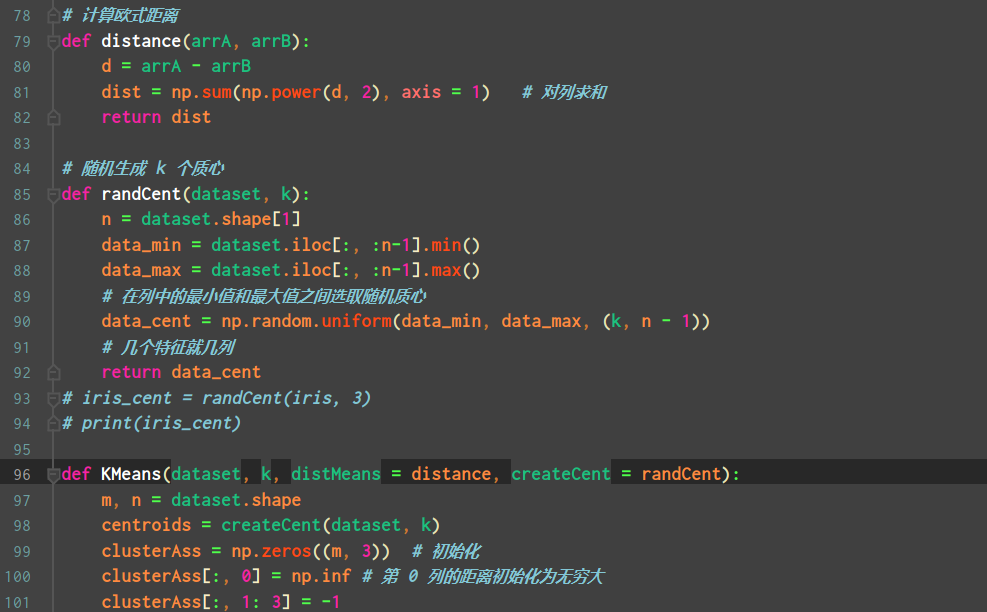 78 # 计算欧式距离
79 def distance(arrA, arrB):
80     d = arrA - arrB
81     dist = np.sum(np.power(d, 2), axis = 1)   # 对列求和
82     return dist
83
84 # 随机生成 k 个质心
85 def randCent(dataset, k):
86     n = dataset.shape[1]
87     data_min = dataset.iloc[:, :n-1].min()
88     data_max = dataset.iloc[:, :n-1].max()
89     # 在列中的最小值和最大值之间选取随机质心
90     data_cent = np.random.uniform(data_min, data_max, (k, n - 1))
91     # 几个特征就几列
92     return data_cent
93 # iris_cent = randCent(iris, 3)
94 # print(iris_cent)
95
96 def KMeans(dataset, k, distMeans = distance, createCent = randCent):
97     m, n = dataset.shape
98     centroids = createCent(dataset, k)
99     clusterAss = np.zeros((m, 3))  # 初始化
100     clusterAss[:, 0] = np.inf # 第 0 列的距离初始化为无穷大
101     clusterAss[:, 1: 3] = -1